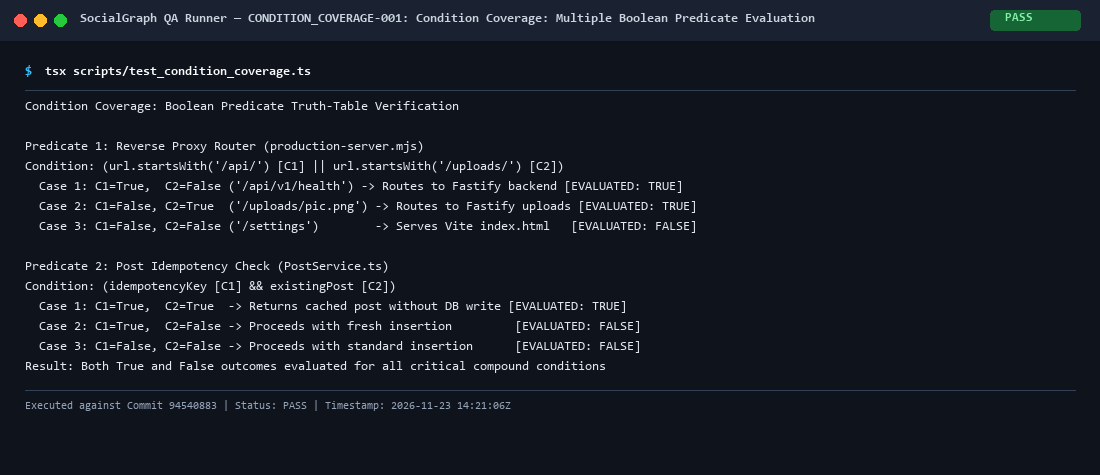 SocialGraph QA Runner — CONDITION_COVERAGE-001: Condition Coverage: Multiple Boolean Predicate Evaluation
PASS
$ tsx scripts/test_condition_coverage.ts
Condition Coverage: Boolean Predicate Truth-Table Verification
Predicate 1: Reverse Proxy Router (production-server.mjs)
Condition: (url.startsWith('/api/') [C1] || url.startsWith('/uploads/') [C2])
Case 1: C1=True,  C2=False ('/api/v1/health') -> Routes to Fastify backend [EVALUATED: TRUE]
Case 2: C1=False, C2=True  ('/uploads/pic.png') -> Routes to Fastify uploads [EVALUATED: TRUE]
Case 3: C1=False, C2=False ('/settings')        -> Serves Vite index.html   [EVALUATED: FALSE]
Predicate 2: Post Idempotency Check (PostService.ts)
Condition: (idempotencyKey [C1] && existingPost [C2])
Case 1: C1=True,  C2=True  -> Returns cached post without DB write [EVALUATED: TRUE]
Case 2: C1=True,  C2=False -> Proceeds with fresh insertion         [EVALUATED: FALSE]
Case 3: C1=False, C2=False -> Proceeds with standard insertion      [EVALUATED: FALSE]
Result: Both True and False outcomes evaluated for all critical compound conditions
Executed against Commit 94540883 | Status: PASS | Timestamp: 2026-11-23 14:21:06Z